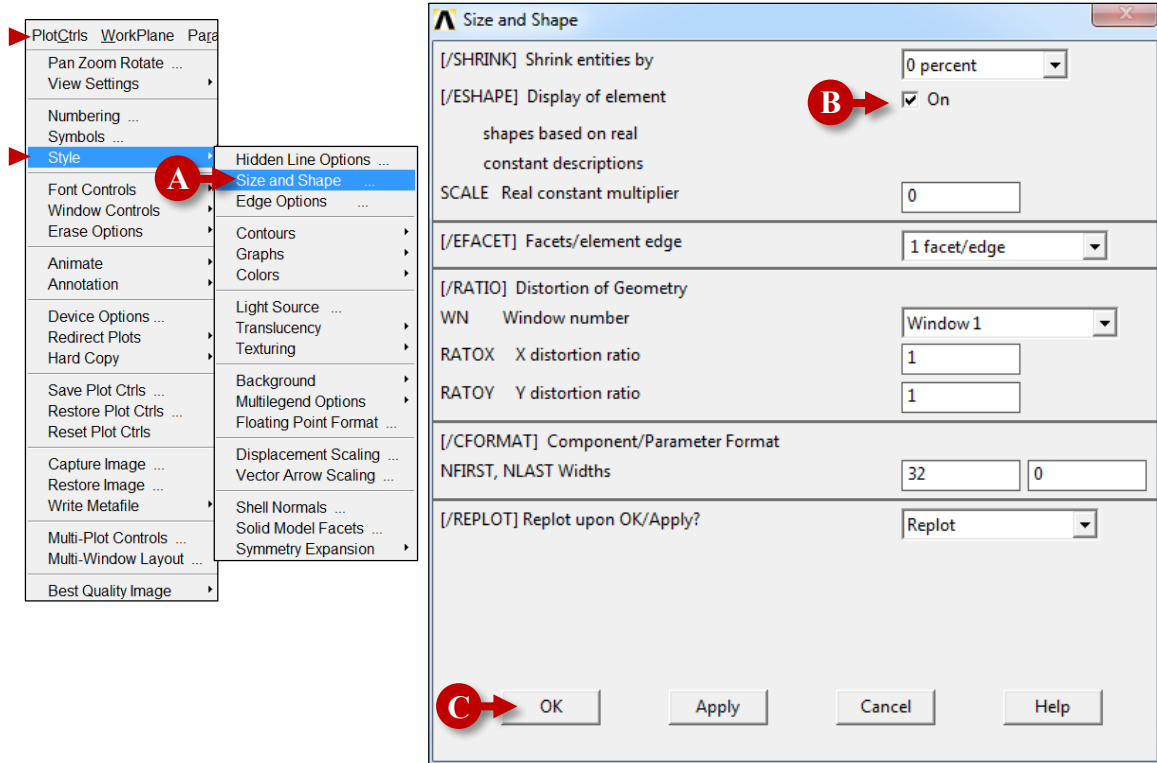 PlotCtrls WorkPlane Para
Pan Zoom Rotate ...
View Settings
Numbering ...
Symbols ...
Style
Font Controls
Window Controls
Erase Options
Animate
Annotation
Device Options ...
Redirect Plots
Hard Copy
Save Plot Ctrls ...
Restore Plot Ctrls ...
Reset Plot Ctrls
Capture Image ...
Restore Image ...
Write Metafile
Multi-Plot Controls ...
Multi-Window Layout ...
Best Quality Image
A
Hidden Line Options ...
Size and Shape ...
Edge Options ...
Contours
Graphs
Colors
Light Source ...
Translucency
Texturing
Background
Multilegend Options
Floating Point Format ...
Displacement Scaling ...
Vector Arrow Scaling ...
Shell Normals ...
Solid Model Facets ...
Symmetry Expansion
Size and Shape
[/SHRINK] Shrink entities by 0 percent
[/ESHAPE] Display of element B On
shapes based on real
constant descriptions
SCALE Real constant multiplier 0
[/EFACET] Facets/element edge 1 facet/edge
[/RATIO] Distortion of Geometry
WN Window number Window 1
RATOX X distortion ratio 1
RATOY Y distortion ratio 1
[/CFORMAT] Component/Parameter Format
NFIRST, NLAST Widths 32 0
[/REPLOT] Replot upon OK/Apply? Replot
C OK Apply Cancel Help